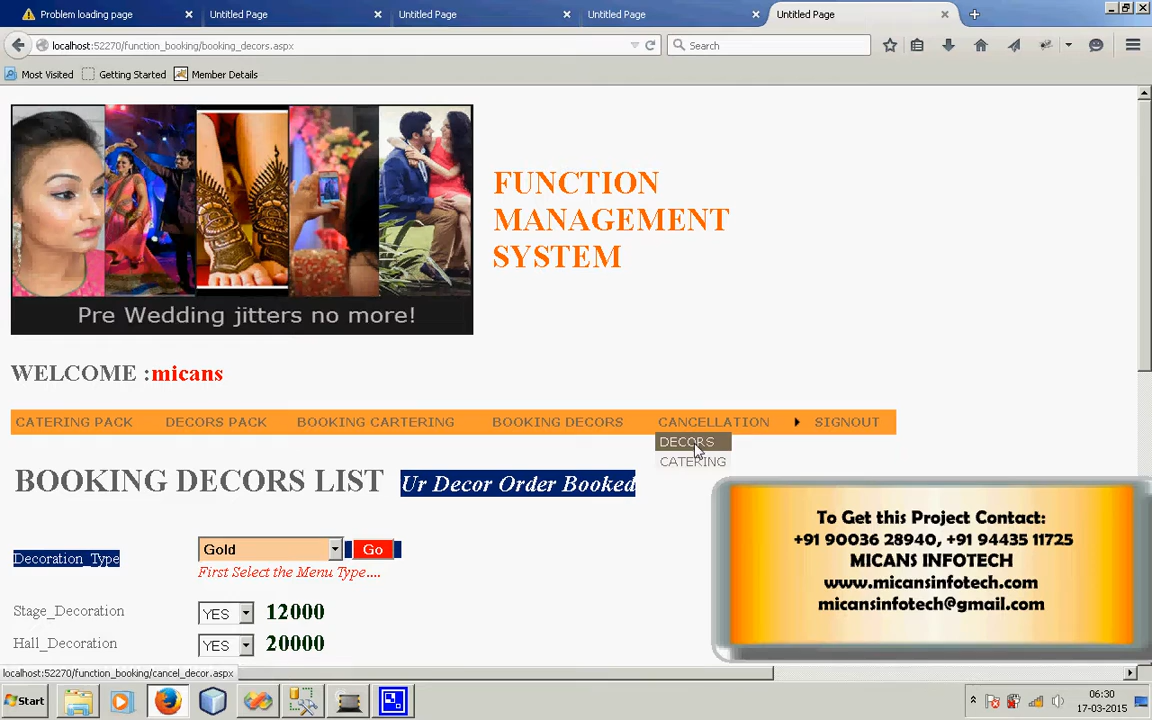 Problem loading page
Untitled Page
Untitled Page
Untitled Page
Untitled Page
localhost:52270/function_booking/booking_decors.aspx
Search
Most Visited
Getting Started
Member Details
Pre Wedding jitters no more!
FUNCTION
MANAGEMENT
SYSTEM
WELCOME :micans
CATERING PACK
DECORS PACK
BOOKING CARTERING
BOOKING DECORS
CANCELLATION
SIGNOUT
DECORS
CATERING
BOOKING DECORS LIST
Ur Decor Order Booked
Decoration_Type
Gold
Go
First Select the Menu Type....
Stage_Decoration
YES
12000
Hall_Decoration
YES
20000
To Get this Project Contact:
+91 90036 28940, +91 94435 11725
MICANS INFOTECH
www.micansinfotech.com
micansinfotech@gmail.com
localhost:52270/function_booking/cancel_decor.aspx
Start
06:30
17-03-2015